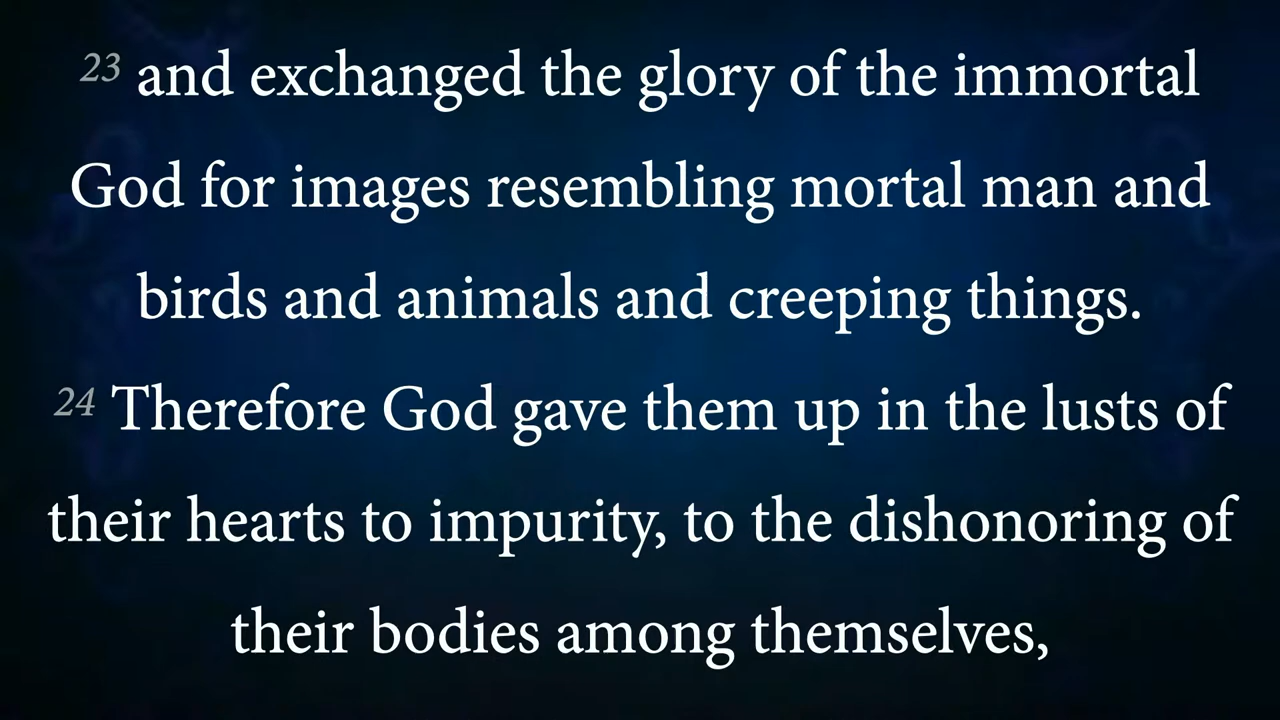 23 and exchanged the glory of the immortal
God for images resembling mortal man and
birds and animals and creeping things.
24 Therefore God gave them up in the lusts of
their hearts to impurity, to the dishonoring of
their bodies among themselves,